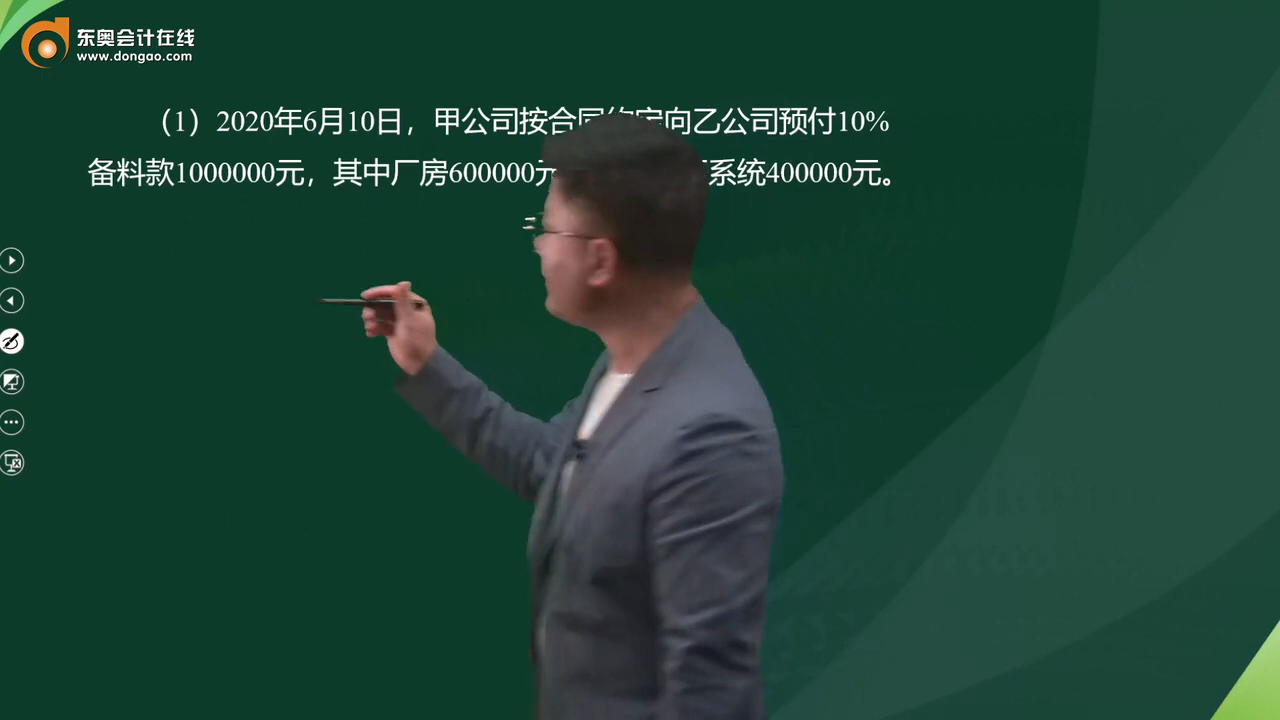 东奥会计在线
www.dongao.com
（1）2020年6月10日，甲公司按合同约定向乙公司预付10%
备料款1000000元，其中厂房600000元 系统400000元。